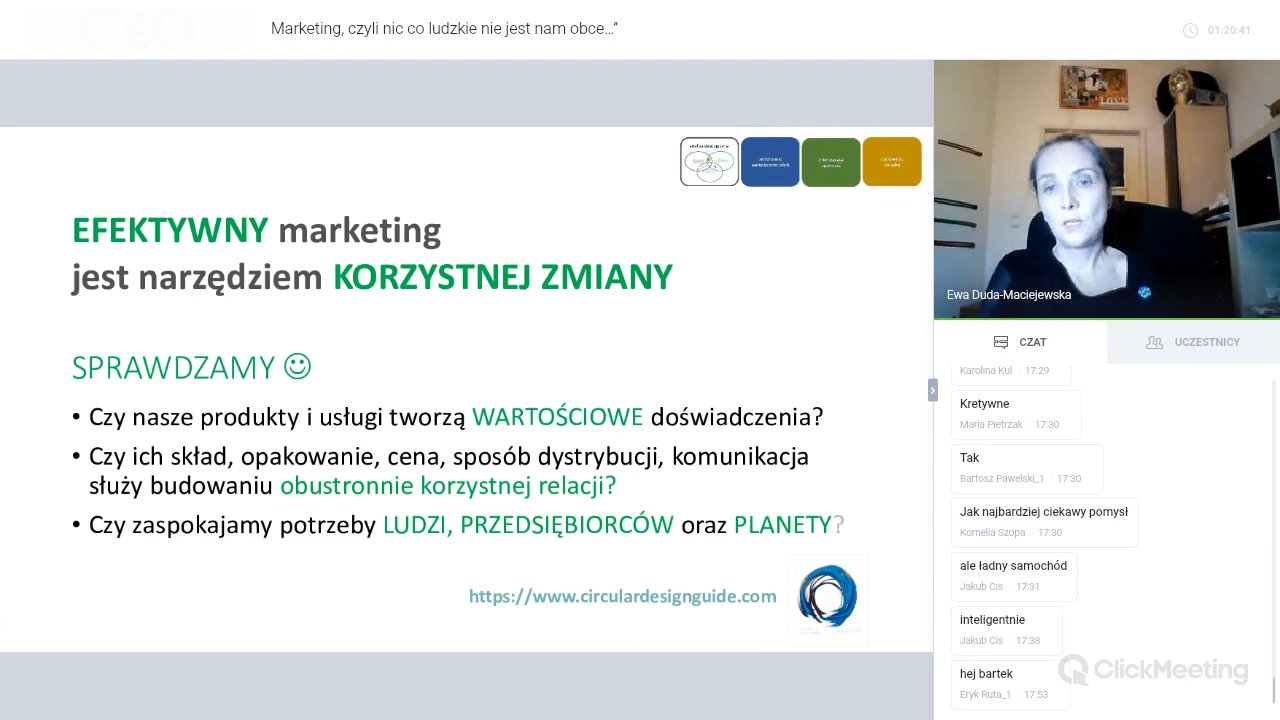 Marketing, czyli nic co ludzkie nie jest nam obce...”
01:20:41
EFEKTYWNY marketing
jest narzędziem KORZYSTNEJ ZMIANY
SPRAWDZAMY
• Czy nasze produkty i usługi tworzą WARTOŚCIOWE doświadczenia?
• Czy ich skład, opakowanie, cena, sposób dystrybucji, komunikacja
służy budowaniu obustronnie korzystnej relacji?
• Czy zaspokajamy potrzeby LUDZI, PRZEDSIĘBIORCÓW oraz PLANETY?
https://www.circulardesignguide.com
Ewa Duda-Maciejewska
CZAT
UCZESTNICY
Karolina Kul 17:29
Kretywne
Maria Pietrzak 17:30
Tak
Bartosz Pawelski_1 17:30
Jak najbardziej ciekawy pomysł
Kornelia Szopa 17:30
ale ładny samochód
Jakub Cis 17:31
inteligentnie
Jakub Cis 17:38
hej bartek
Eryk Ruta_1 17:53
ClickMeeting